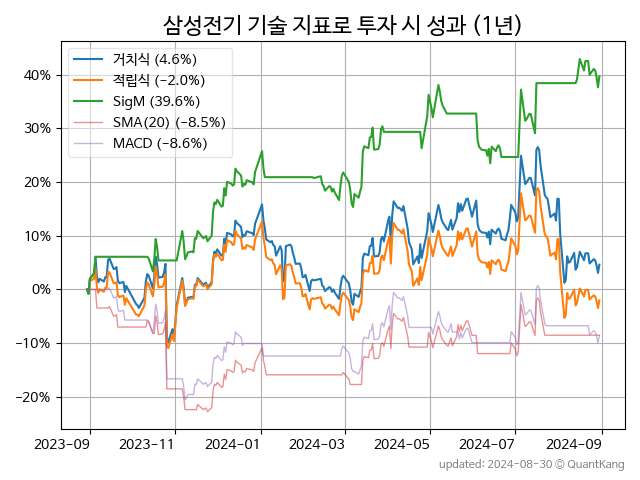 삼성전기 기술 지표로 투자 시 성과 (1년)
거치식 (4.6%)
적립식 (−2.0%)
SigM (39.6%)
SMA(20) (−8.5%)
MACD (−8.6%)
40%
30%
20%
10%
0%
−10%
−20%
2023-09 2023-11 2024-01 2024-03 2024-05 2024-07 2024-09
updated: 2024-08-30 © QuantKang